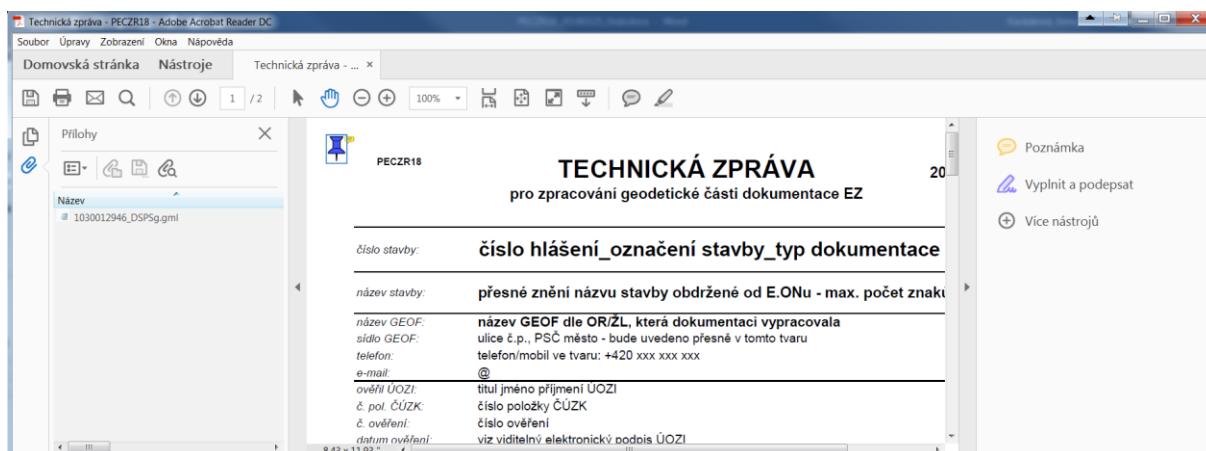 Technická zpráva - PECZR18 - Adobe Acrobat Reader DC
Soubor Úpravy Zobrazení Okna Nápověda
Domovská stránka Nástroje Technická zpráva - ... ×
1 / 2 100%
Přílohy
Název
1030012946_DSPSg.gml
PECZR18 TECHNICKÁ ZPRÁVA 20
pro zpracování geodetické části dokumentace EZ
číslo stavby: číslo hlášení_označení stavby_typ dokumentace
název stavby: přesné znění názvu stavby obdržené od E.ONu - max. počet znaků
název GEOF: název GEOF dle OR/ŽL, která dokumentaci vypracovala
sídlo GEOF: ulice č.p., PSČ město - bude uvedeno přesně v tomto tvaru
telefon: telefon/mobil ve tvaru: +420 xxx xxx xxx
e-mail: @
ověřil ÚOZI: titul jméno příjmení ÚOZI
č. pol. ČÚZK: číslo položky ČÚZK
č. ověření: číslo ověření
datum ověření: viz viditelný elektronický podpis ÚOZI
8,43 x 11,93 "
Poznámka
Vyplnit a podepsat
Více nástrojů